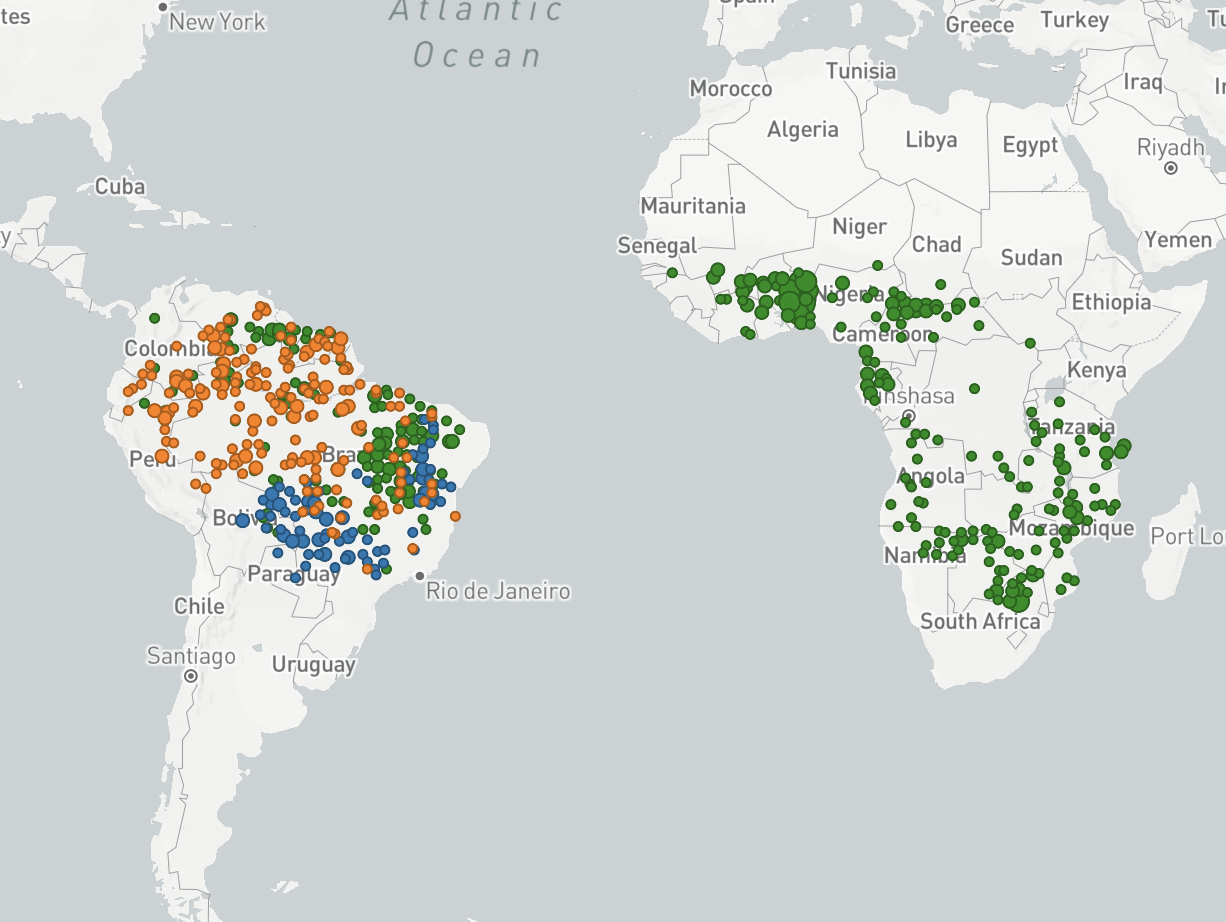 Spain
Atlantic
Ocean
tes
New York
Greece
Turkey
Tunisia
Morocco
Iraq
Algeria
Libya
Egypt
Riyadh
Cuba
Mauritania
Niger
Senegal
Chad
Yemen
Sudan
Nigeria
Ethiopia
Cameroon
Colombia
Kenya
Kinshasa
Tanzania
Peru
Bra
Angola
Bolivia
Mozambique
Port Lo
Namibia
Paraguay
Rio de Janeiro
Chile
South Africa
Santiago
Uruguay